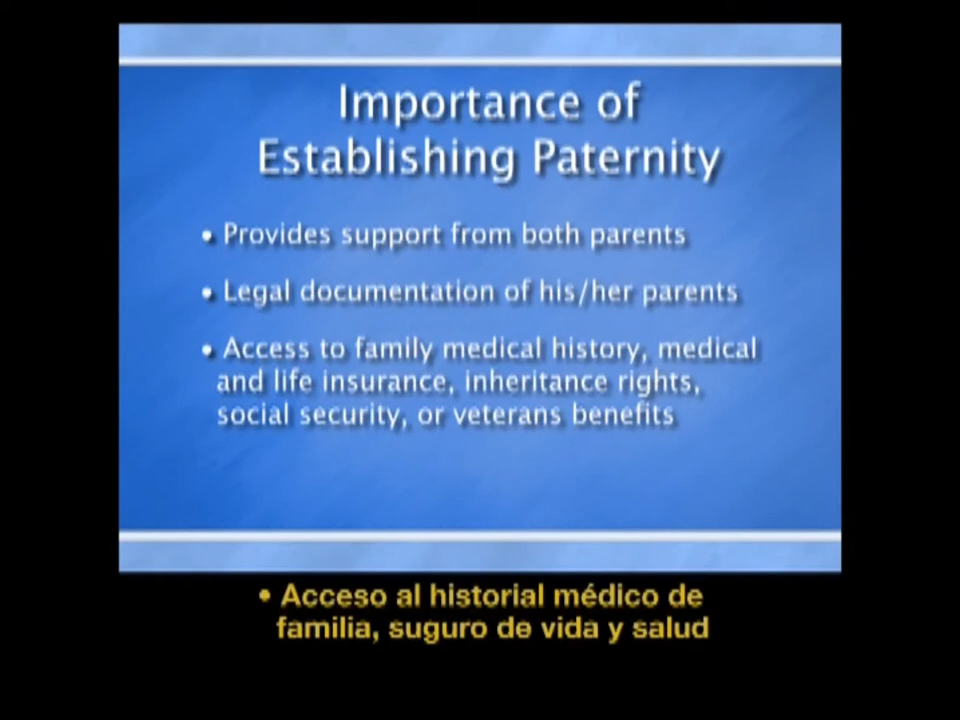 Importance of
Establishing Paternity
• Provides support from both parents
• Legal documentation of his/her parents
• Access to family medical history, medical
and life insurance, inheritance rights,
social security, or veterans benefits
• Acceso al historial médico de
familia, suguro de vida y salud